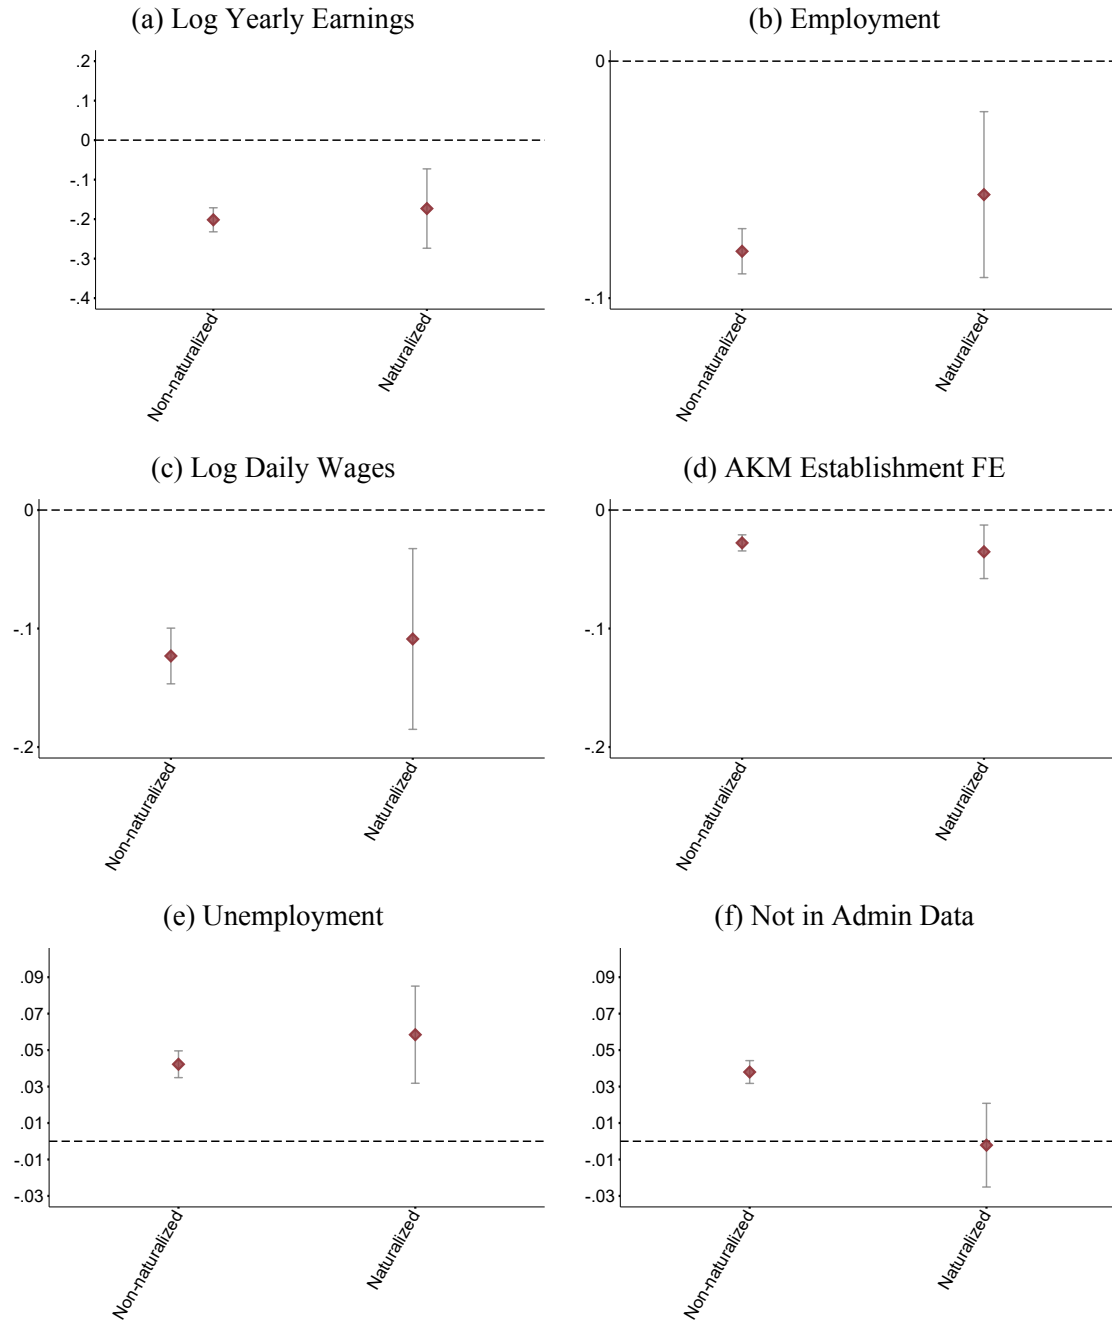 (a) Log Yearly Earnings
.2
.1
0
-.1
-.2
-.3
-.4
Non-naturalized
Naturalized
(b) Employment
0
-.1
Non-naturalized
Naturalized
(c) Log Daily Wages
0
-.1
-.2
Non-naturalized
Naturalized
(d) AKM Establishment FE
0
-.1
-.2
Non-naturalized
Naturalized
(e) Unemployment
.09
.07
.05
.03
.01
-.01
-.03
Non-naturalized
Naturalized
(f) Not in Admin Data
.09
.07
.05
.03
.01
-.01
-.03
Non-naturalized
Naturalized